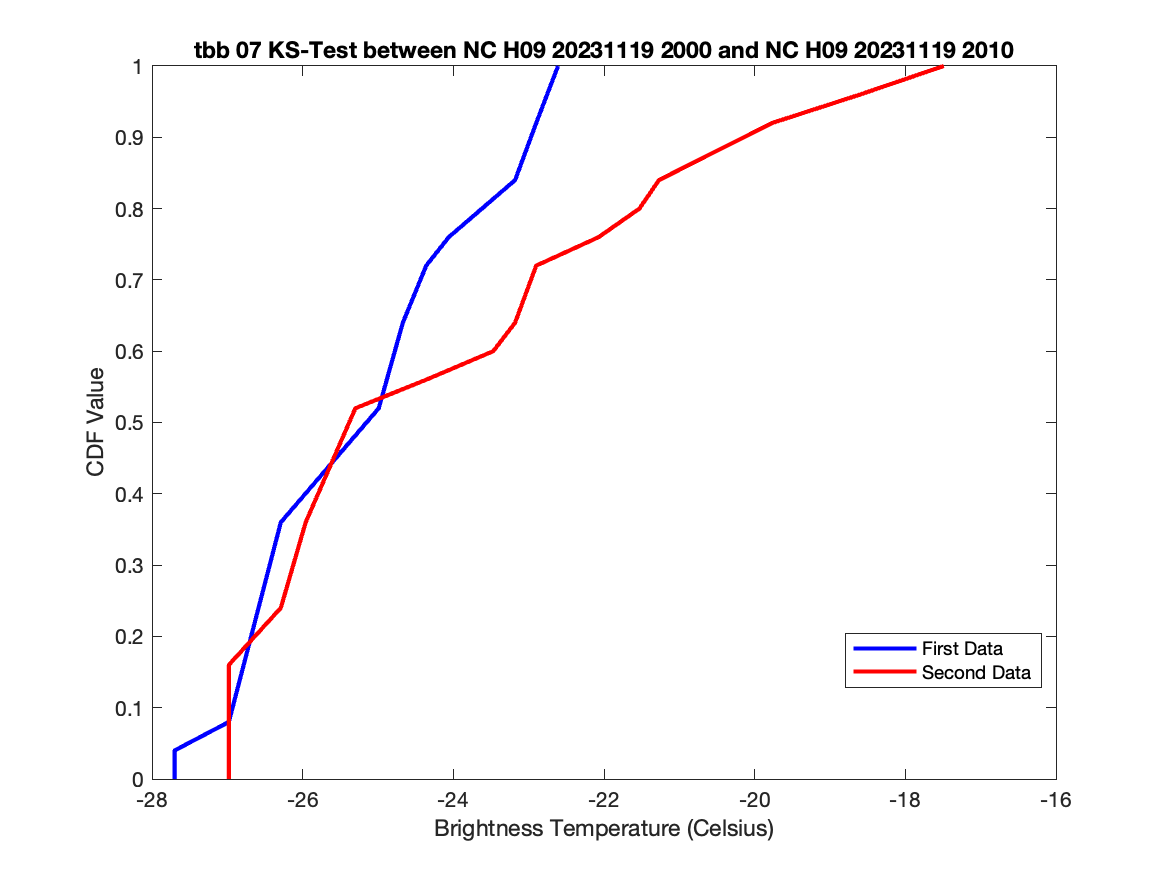 tbb 07 KS-Test between NC H09 20231119 2000 and NC H09 20231119 2010
1
0.9
0.8
0.7
0.6
0.5
0.4
0.3
0.2
0.1
0
CDF Value
First Data
Second Data
-28 -26 -24 -22 -20 -18 -16
Brightness Temperature (Celsius)